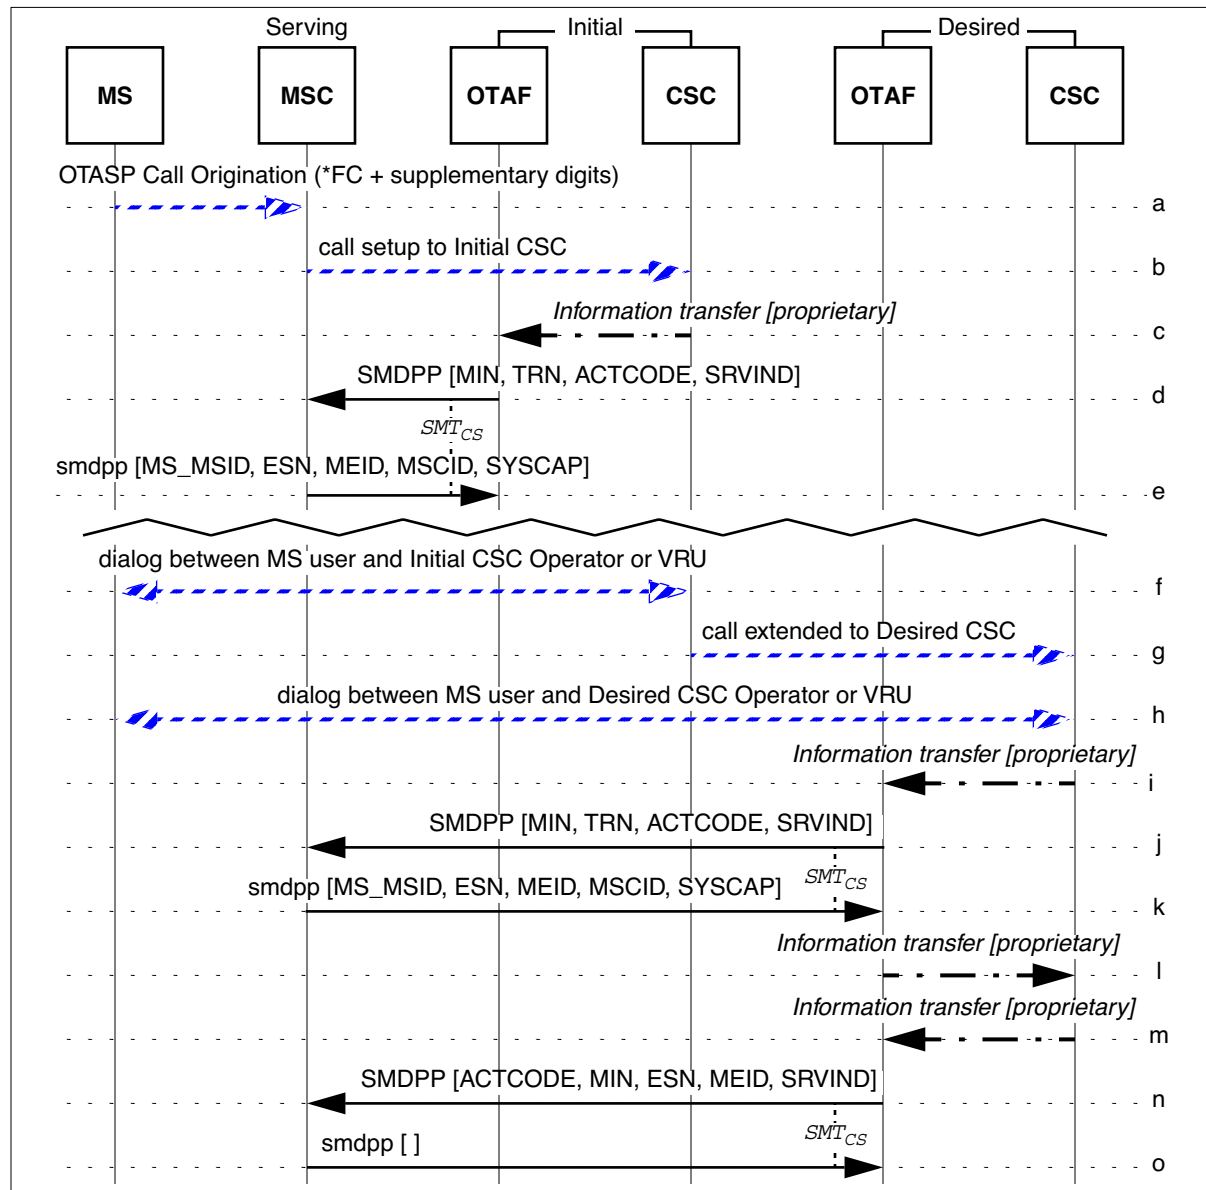 Serving Initial Desired
MS MSC OTAF CSC OTAF CSC
OTASP Call Origination (*FC + supplementary digits)
a
call setup to Initial CSC
b
Information transfer [proprietary]
c
SMDPP [MIN, TRN, ACTCODE, SRVIND]
d
SMT_CS
smdpp [MS_MSID, ESN, MEID, MSCID, SYSCAP]
e
dialog between MS user and Initial CSC Operator or VRU
f
call extended to Desired CSC
g
dialog between MS user and Desired CSC Operator or VRU
h
Information transfer [proprietary]
i
SMDPP [MIN, TRN, ACTCODE, SRVIND]
j
SMT_CS
smdpp [MS_MSID, ESN, MEID, MSCID, SYSCAP]
k
Information transfer [proprietary]
l
Information transfer [proprietary]
m
SMDPP [ACTCODE, MIN, ESN, MEID, SRVIND]
n
SMT_CS
smdpp [ ]
o